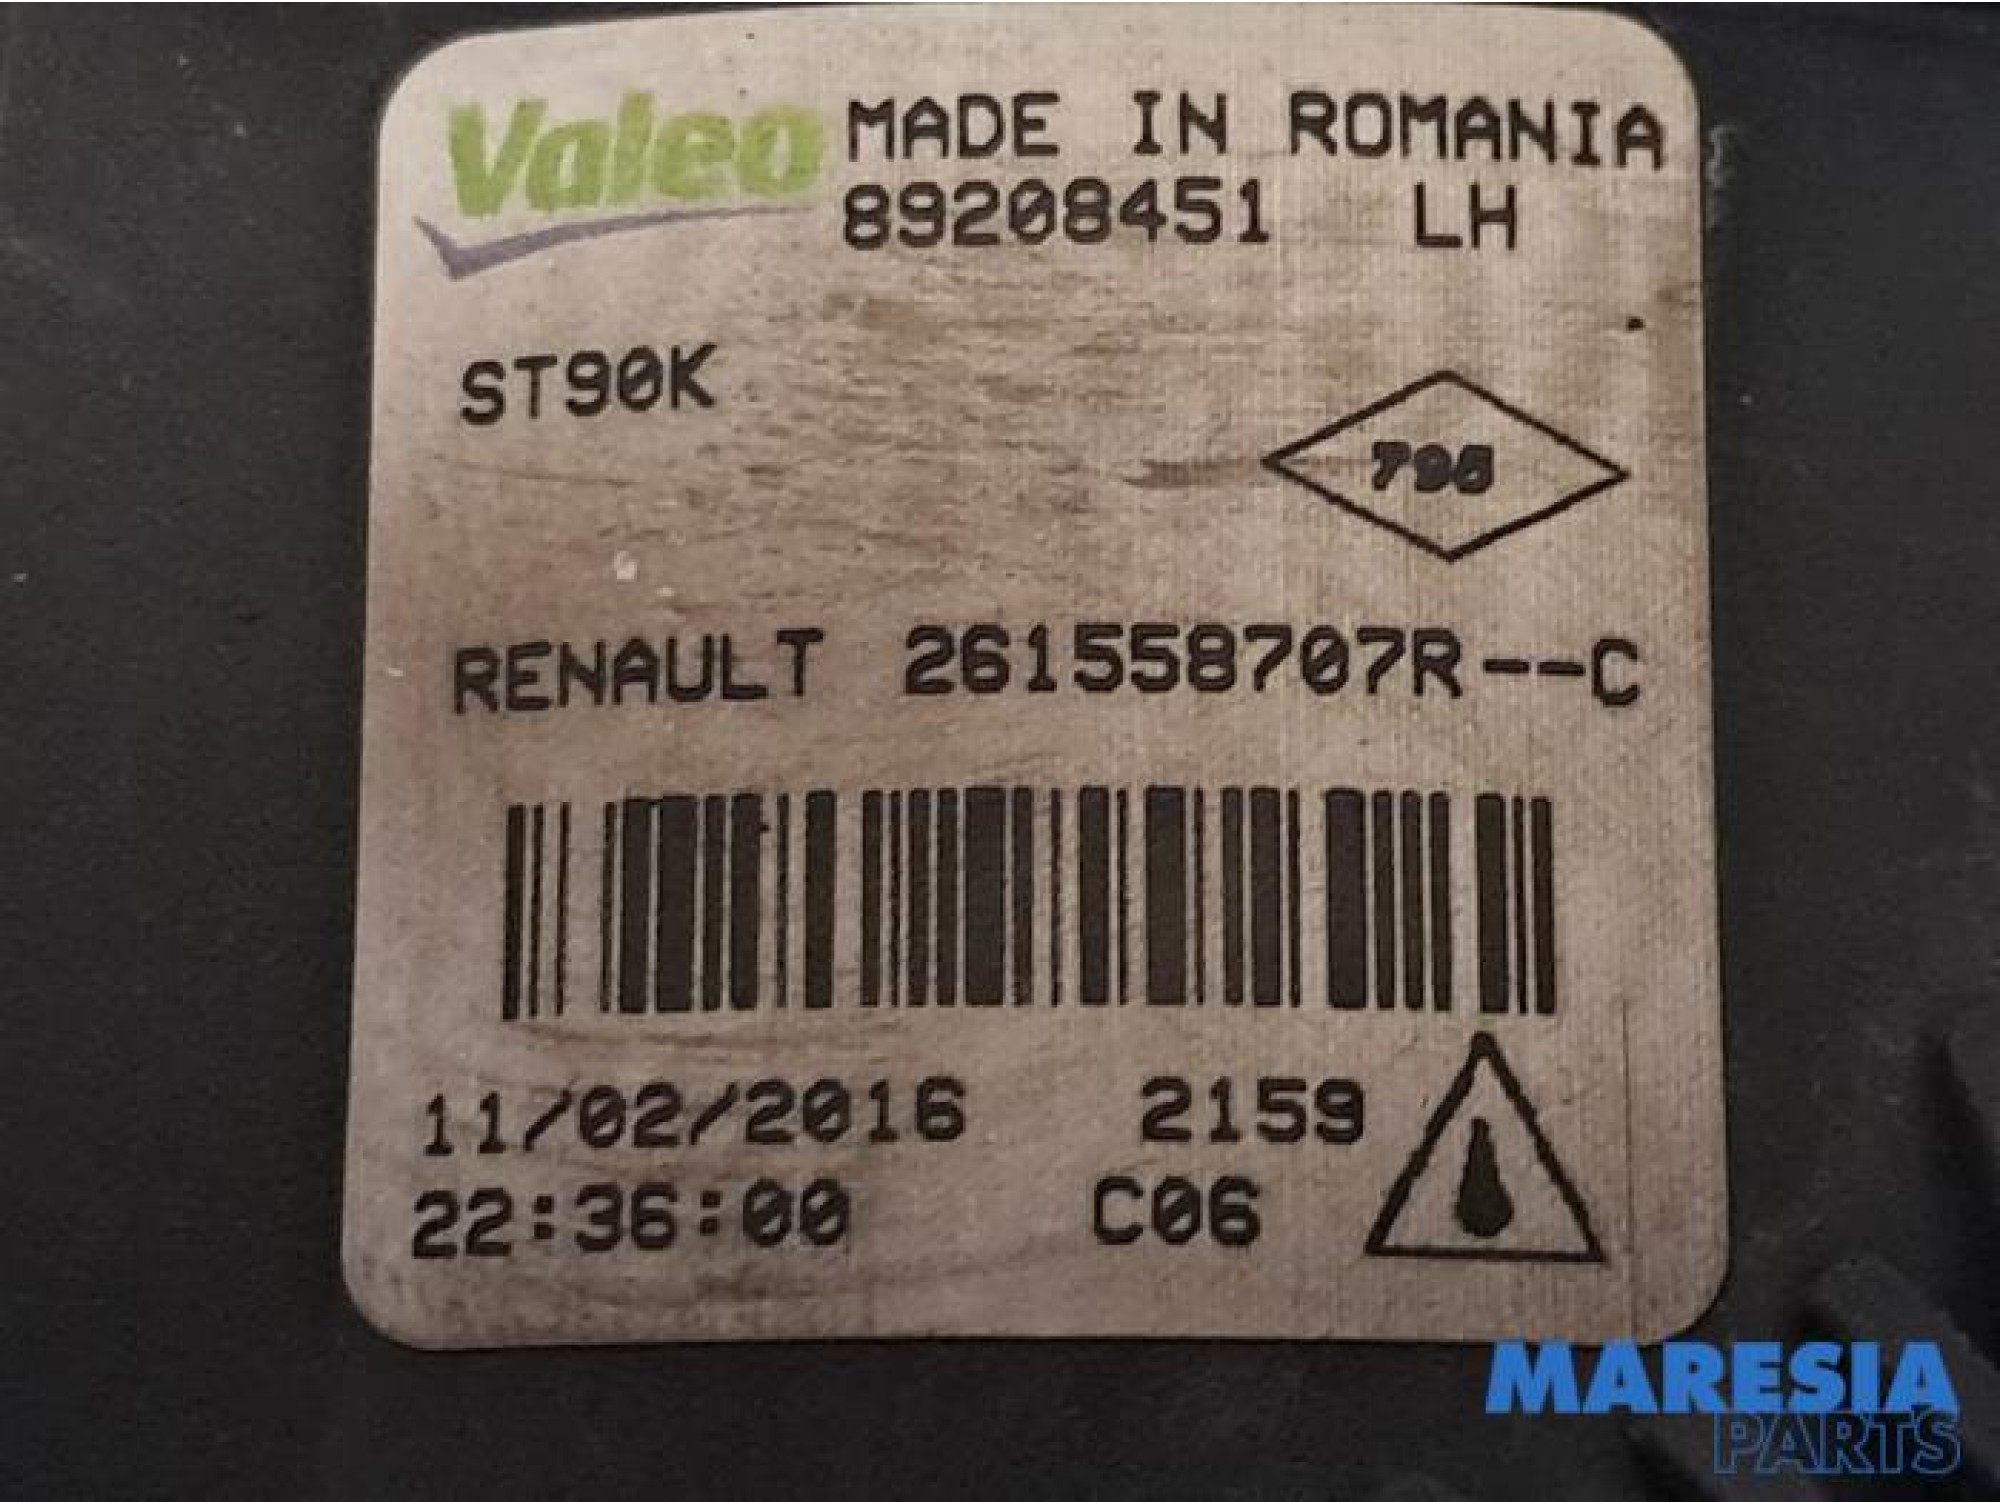 Valeo MADE IN ROMANIA
89208451 LH
ST90K
RENAULT 261558707R--C
11/02/2016 2159
22:36:00 C06
MARESIA
PARTS